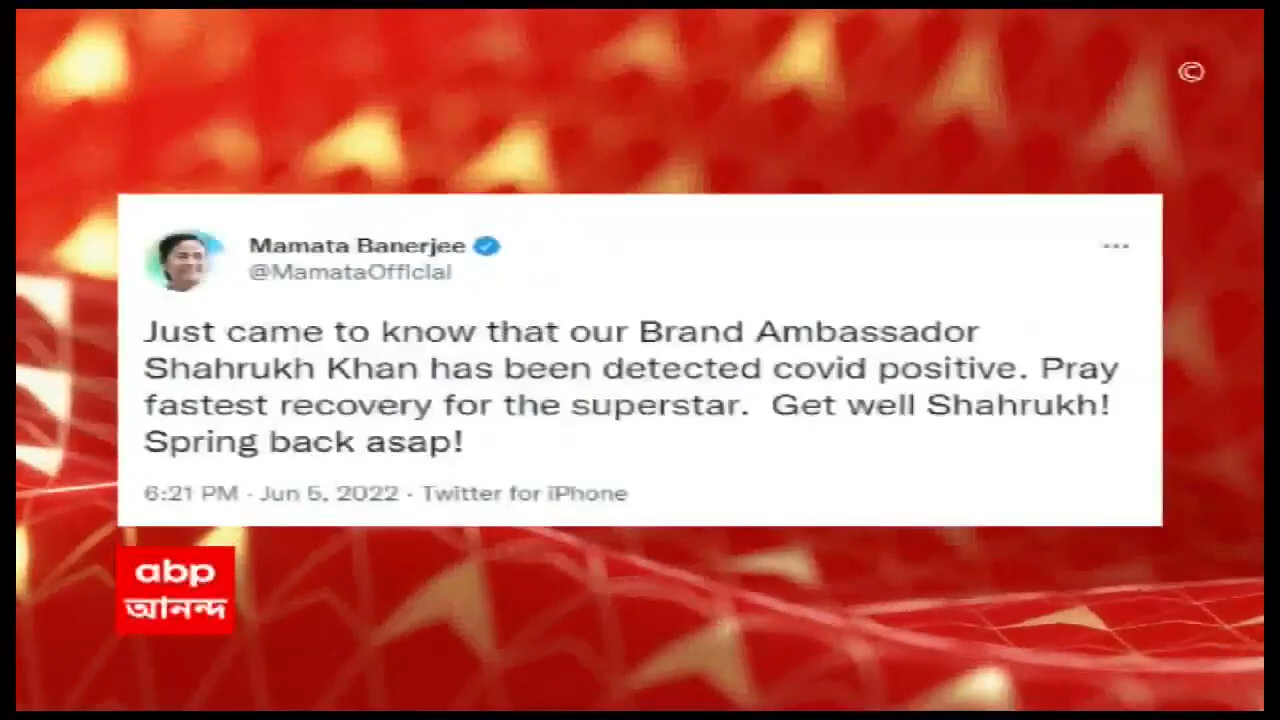 ©
Mamata Banerjee
@MamataOfficial
Just came to know that our Brand Ambassador
Shahrukh Khan has been detected covid positive. Pray
fastest recovery for the superstar. Get well Shahrukh!
Spring back asap!
6:21 PM · Jun 5, 2022 · Twitter for iPhone
abp
আনন্দ